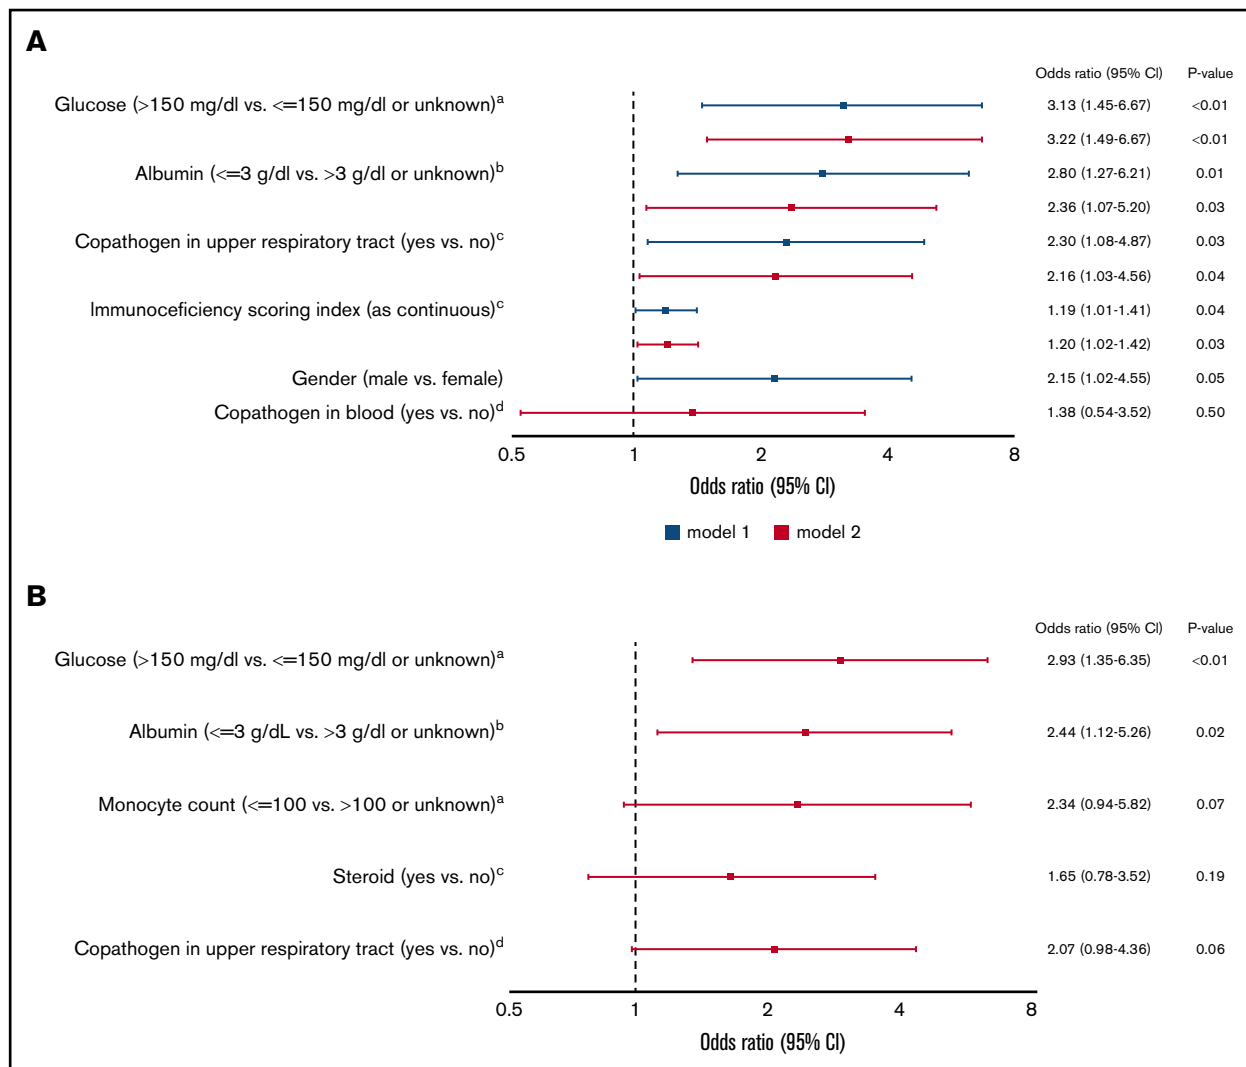 A
Odds ratio (95% CI) P-value
Glucose (>150 mg/dl vs. <=150 mg/dl or unknown)a 3.13 (1.45-6.67) <0.01
3.22 (1.49-6.67) <0.01
Albumin (<=3 g/dl vs. >3 g/dl or unknown)b 2.80 (1.27-6.21) 0.01
2.36 (1.07-5.20) 0.03
Copathogen in upper respiratory tract (yes vs. no)c 2.30 (1.08-4.87) 0.03
2.16 (1.03-4.56) 0.04
Immunoceficiency scoring index (as continuous)c 1.19 (1.01-1.41) 0.04
1.20 (1.02-1.42) 0.03
Gender (male vs. female) 2.15 (1.02-4.55) 0.05
Copathogen in blood (yes vs. no)d 1.38 (0.54-3.52) 0.50
0.5 1 2 4 8
Odds ratio (95% CI)
model 1 model 2
B
Odds ratio (95% CI) P-value
Glucose (>150 mg/dl vs. <=150 mg/dl or unknown)a 2.93 (1.35-6.35) <0.01
Albumin (<=3 g/dL vs. >3 g/dl or unknown)b 2.44 (1.12-5.26) 0.02
Monocyte count (<=100 vs. >100 or unknown)a 2.34 (0.94-5.82) 0.07
Steroid (yes vs. no)c 1.65 (0.78-3.52) 0.19
Copathogen in upper respiratory tract (yes vs. no)d 2.07 (0.98-4.36) 0.06
0.5 1 2 4 8
Odds ratio (95% CI)